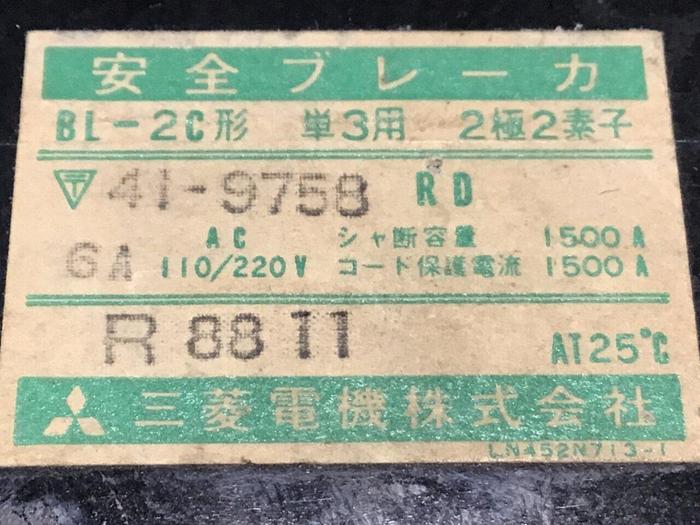 安全ブレーカ
BL-2C形 単3用 2極2素子
〒 41-9758 RD
6A AC 110/220V シャ断容量 1500A
コード保護電流 1500A
R 8811 AT25°C
三菱電機株式会社
LN452N713-1